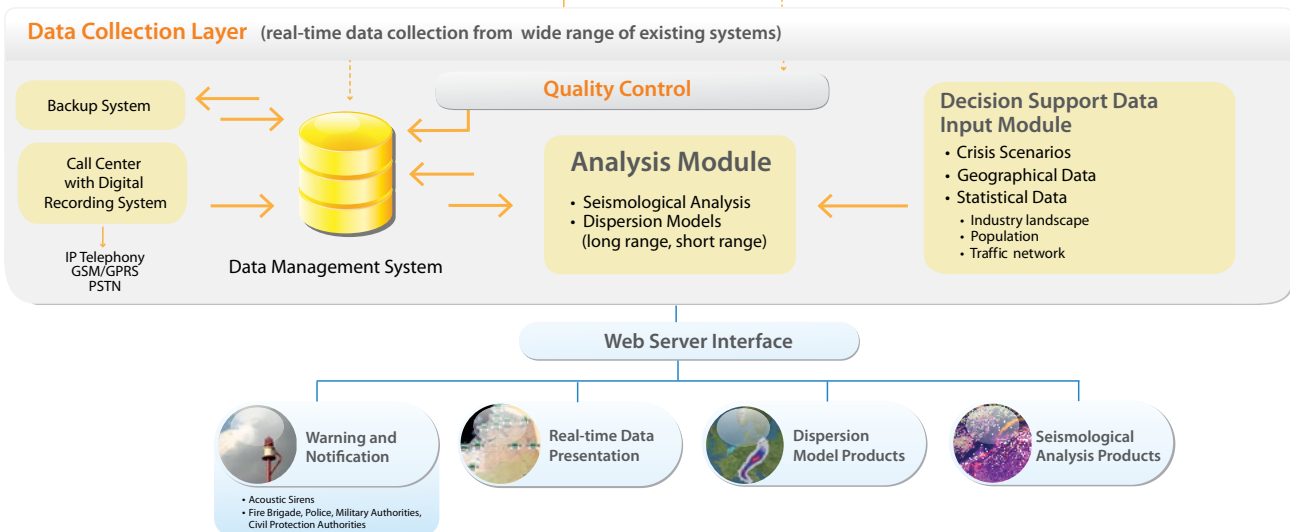 Data Collection Layer (real-time data collection from wide range of existing systems)
Quality Control
Backup System
Call Center
with Digital
Recording System
IP Telephony
GSM/GPRS
PSTN
Data Management System
Analysis Module
• Seismological Analysis
• Dispersion Models
(long range, short range)
Decision Support Data
Input Module
• Crisis Scenarios
• Geographical Data
• Statistical Data
• Industry landscape
• Population
• Traffic network
Web Server Interface
Warning and
Notification
• Acoustic Sirens
• Fire Brigade, Police, Military Authorities,
Civil Protection Authorities
Real-time Data
Presentation
Dispersion
Model Products
Seismological
Analysis Products